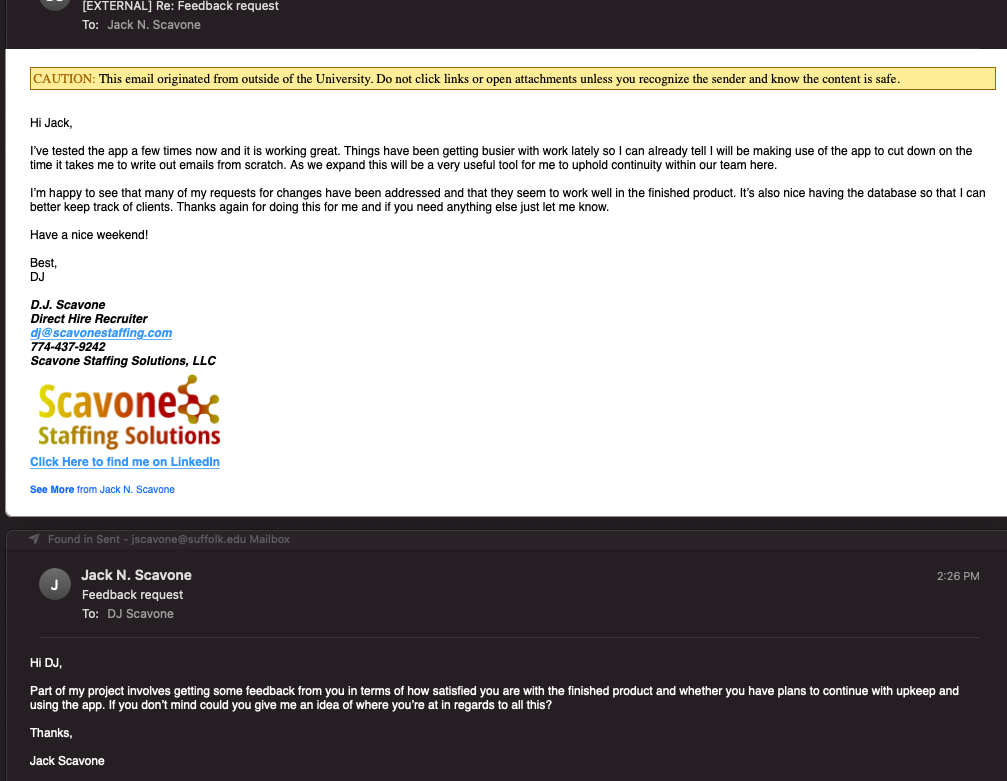 [EXTERNAL] Re: Feedback request
To: Jack N. Scavone
CAUTION: This email originated from outside of the University. Do not click links or open attachments unless you recognize the sender and know the content is safe.
Hi Jack,
I've tested the app a few times now and it is working great. Things have been getting busier with work lately so I can already tell I will be making use of the app to cut down on the
time it takes me to write out emails from scratch. As we expand this will be a very useful tool for me to uphold continuity within our team here.
I'm happy to see that many of my requests for changes have been addressed and that they seem to work well in the finished product. It's also nice having the database so that I can
better keep track of clients. Thanks again for doing this for me and if you need anything else just let me know.
Have a nice weekend!
Best,
DJ
D.J. Scavone
Direct Hire Recruiter
dj@scavonestaffing.com
774-437-9242
Scavone Staffing Solutions, LLC
Scavone
Staffing Solutions
Click Here to find me on LinkedIn
See More from Jack N. Scavone
Found in Sent - jscavone@suffolk.edu Mailbox
J
Jack N. Scavone
2:26 PM
Feedback request
To: DJ Scavone
Hi DJ,
Part of my project involves getting some feedback from you in terms of how satisfied you are with the finished product and whether you have plans to continue with upkeep and
using the app. If you don't mind could you give me an idea of where you're at in regards to all this?
Thanks,
Jack Scavone